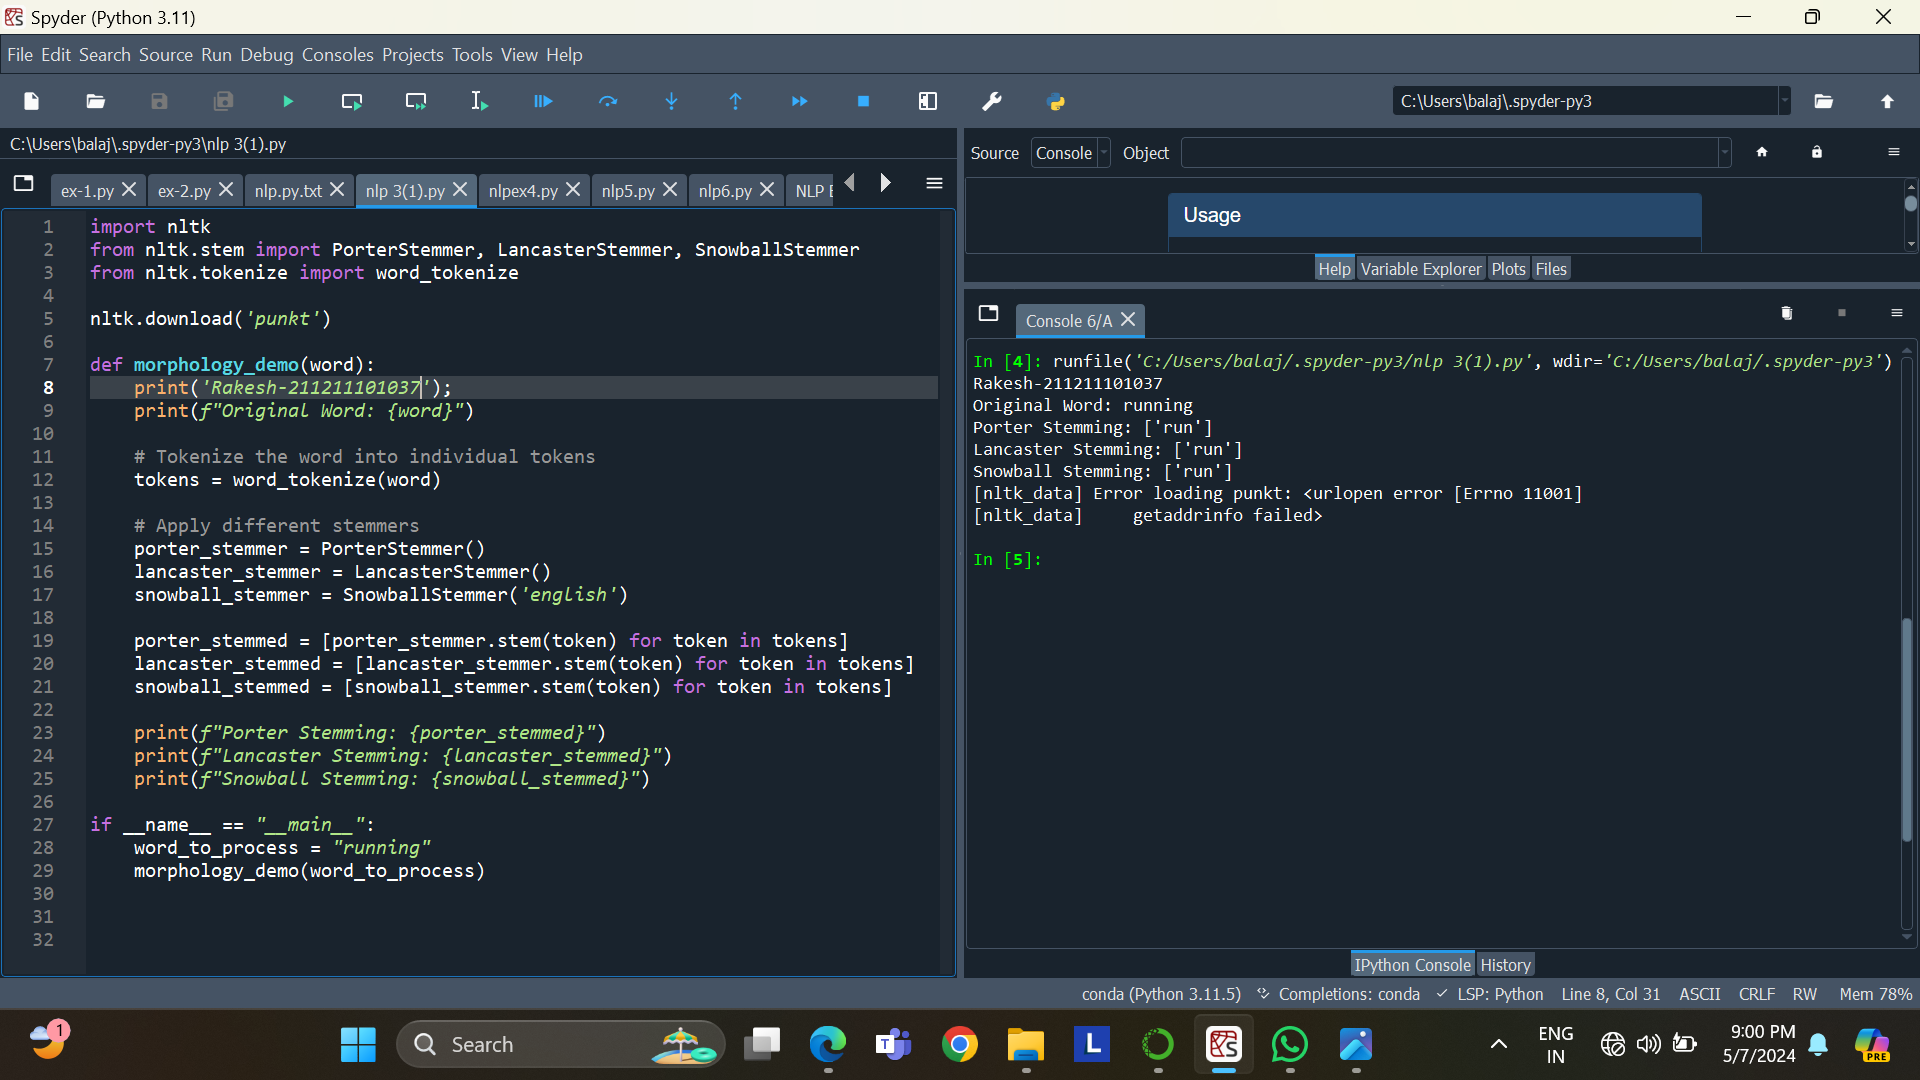 Spyder (Python 3.11)
File Edit Search Source Run Debug Consoles Projects Tools View Help
C:\Users\balaj\.spyder-py3
C:\Users\balaj\.spyder-py3\nlp 3(1).py
ex-1.py ex-2.py nlp.py.txt nlp 3(1).py nlpex4.py nlp5.py nlp6.py NLP E
1 import nltk
2 from nltk.stem import PorterStemmer, LancasterStemmer, SnowballStemmer
3 from nltk.tokenize import word_tokenize
4
5 nltk.download('punkt')
6
7 def morphology_demo(word):
8     print('Rakesh-211211101037');
9     print(f"Original Word: {word}")
10
11     # Tokenize the word into individual tokens
12     tokens = word_tokenize(word)
13
14     # Apply different stemmers
15     porter_stemmer = PorterStemmer()
16     lancaster_stemmer = LancasterStemmer()
17     snowball_stemmer = SnowballStemmer('english')
18
19     porter_stemmed = [porter_stemmer.stem(token) for token in tokens]
20     lancaster_stemmed = [lancaster_stemmer.stem(token) for token in tokens]
21     snowball_stemmed = [snowball_stemmer.stem(token) for token in tokens]
22
23     print(f"Porter Stemming: {porter_stemmed}")
24     print(f"Lancaster Stemming: {lancaster_stemmed}")
25     print(f"Snowball Stemming: {snowball_stemmed}")
26
27 if __name__ == "__main__":
28     word_to_process = "running"
29     morphology_demo(word_to_process)
30
31
32
Source Console Object
Usage
Help Variable Explorer Plots Files
Console 6/A
In [4]: runfile('C:/Users/balaj/.spyder-py3/nlp 3(1).py', wdir='C:/Users/balaj/.spyder-py3')
Rakesh-211211101037
Original Word: running
Porter Stemming: ['run']
Lancaster Stemming: ['run']
Snowball Stemming: ['run']
[nltk_data] Error loading punkt: <urlopen error [Errno 11001]
[nltk_data]     getaddrinfo failed>
In [5]:
IPython Console History
conda (Python 3.11.5) Completions: conda LSP: Python Line 8, Col 31 ASCII CRLF RW Mem 78%
1
Search
T
L
ENG
IN
9:00 PM
5/7/2024
PRE